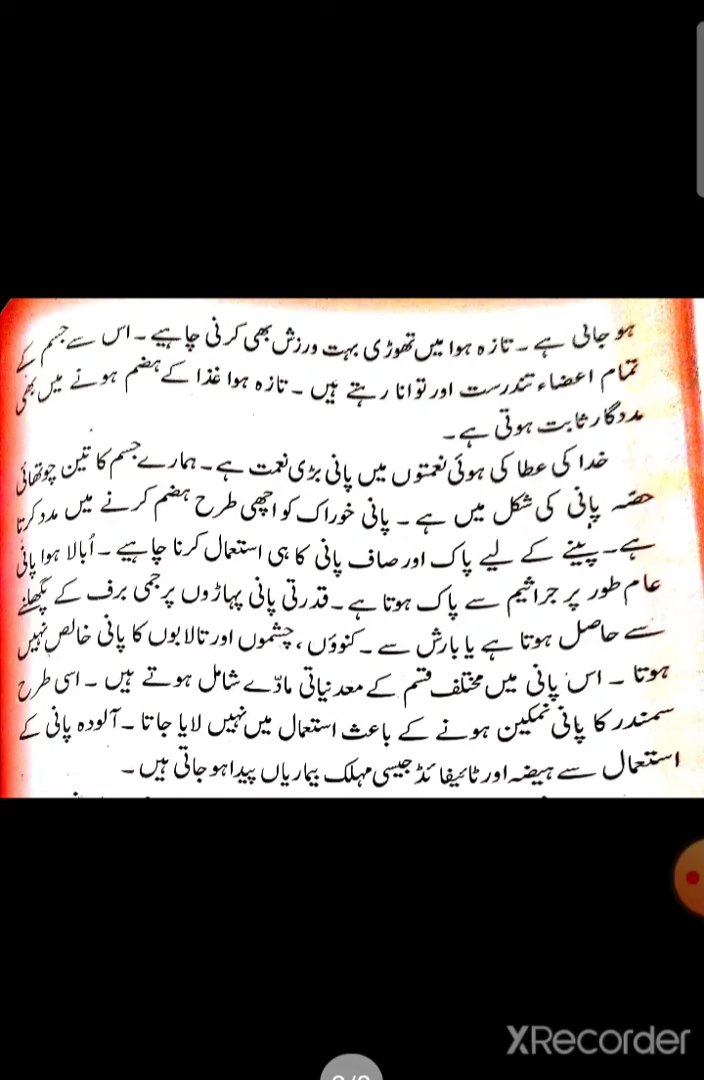 ہو جاتی ہے ۔ تازہ ہوا میں تھوڑی بہت ورزش بھی کرنی چاہیے ۔ اس سے جسم کے
تمام اعضاء تندرست اور توانا رہتے ہیں ۔ تازہ ہوا غذا کے ہضم ہونے میں بھی
مددگار ثابت ہوتی ہے ۔
خدا کی عطا کی ہوئی نعمتوں میں پانی بڑی نعمت ہے ۔ ہمارے جسم کا تین چوتھائی
حصّہ پانی کی شکل میں ہے ۔ پانی خوراک کو اچھی طرح ہضم کرنے میں مدد کرتا
ہے ۔ پینے کے لیے پاک اور صاف پانی کا ہی استعمال کرنا چاہیے ۔ اُبالا ہوا پانی
عام طور پر جراثیم سے پاک ہوتا ہے ۔ قدرتی پانی پہاڑوں پر جمی برف کے پگھلنے
سے حاصل ہوتا ہے یا بارش سے ۔ کنوؤں ، چشموں اور تالابوں کا پانی خالص نہیں
ہوتا ۔ اس پانی میں مختلف قسم کے معدنیاتی مادّے شامل ہوتے ہیں ۔ اسی طرح
سمندر کا پانی نمکین ہونے کے باعث استعمال میں نہیں لایا جاتا ۔ آلودہ پانی کے
استعمال سے ہیضہ اور ٹائیفائڈ جیسی مہلک بیماریاں پیدا ہو جاتی ہیں ۔
XRecorder